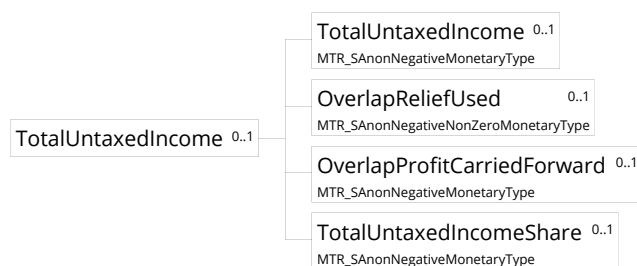 TotalUntaxedIncome 0..1
MTR_SAnonNegativeMonetaryType
OverlapReliefUsed 0..1
MTR_SAnonNegativeNonZeroMonetaryType
TotalUntaxedIncome 0..1
OverlapProfitCarriedForward 0..1
MTR_SAnonNegativeMonetaryType
TotalUntaxedIncomeShare 0..1
MTR_SAnonNegativeMonetaryType